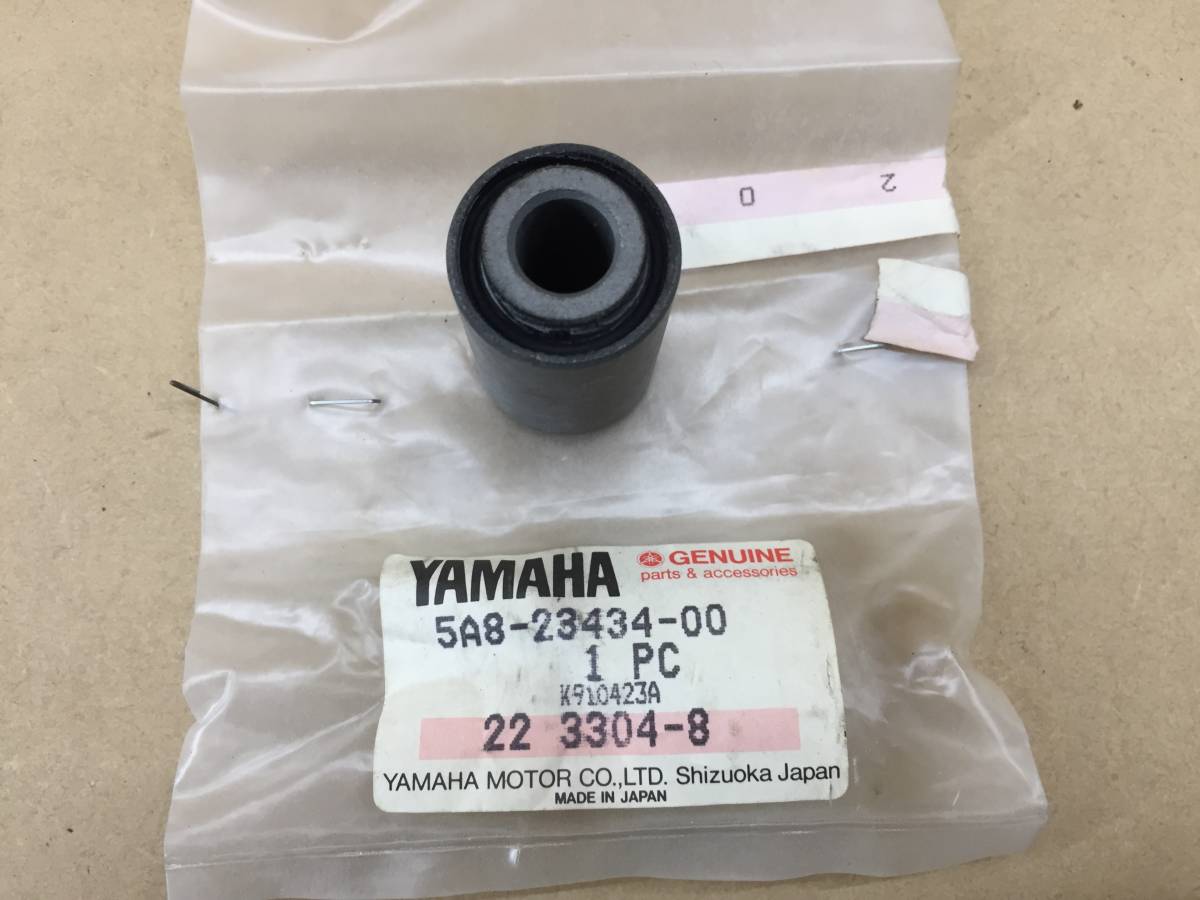 0 2
YAMAHA GENUINE
parts & accessories
5A8-23434-00
1 PC
K910423A
22 3304-8
YAMAHA MOTOR CO.,LTD. Shizuoka Japan
MADE IN JAPAN